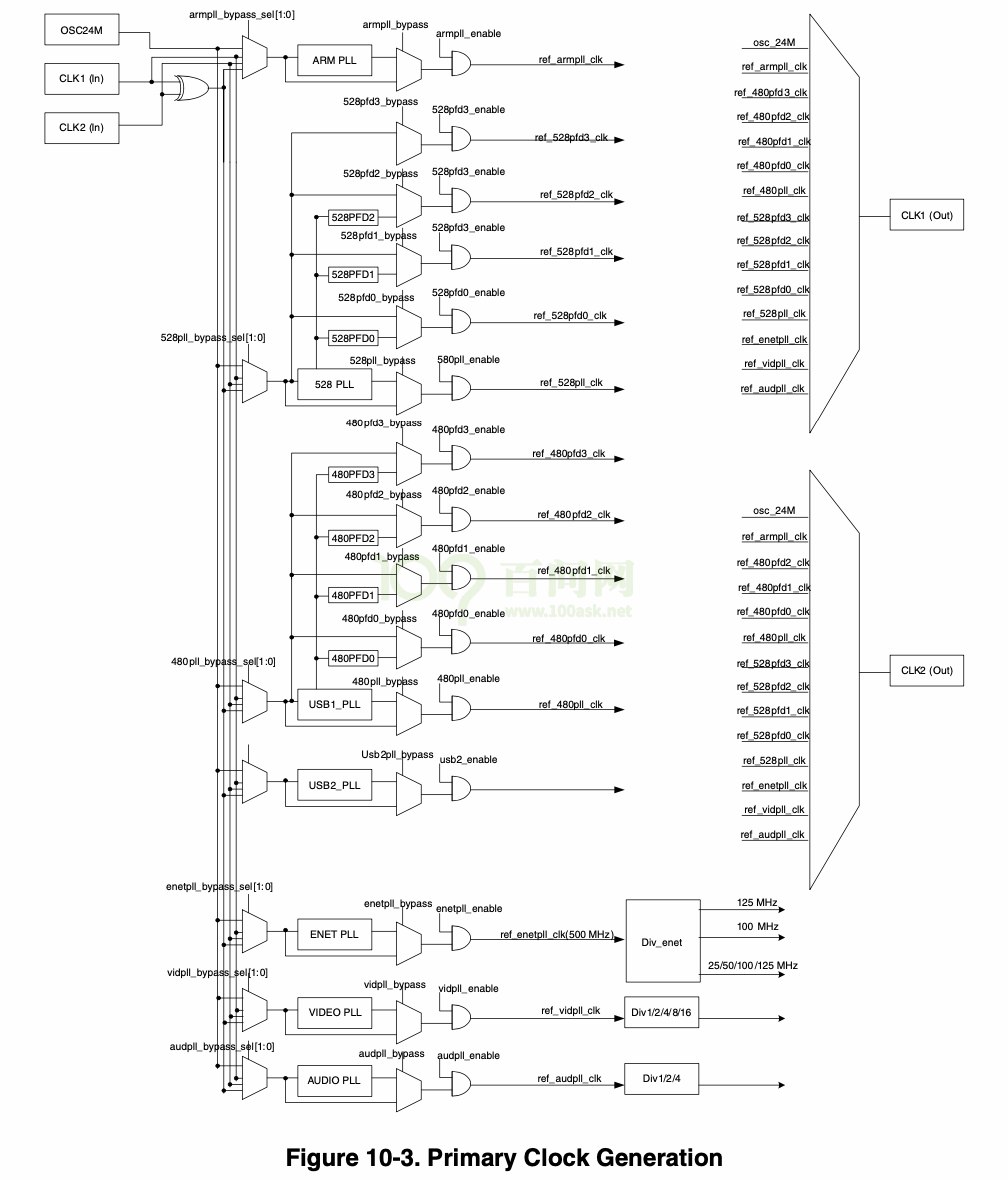 armpll_bypass_sel[1:0]
OSC24M
CLK1 (In)
CLK2 (In)
ARM PLL
armpll_bypass
armpll_enable
ref_armpll_clk
528pfd3_bypass
528pfd3_enable
ref_528pfd3_clk
528pfd2_bypass
528pfd3_enable
ref_528pfd2_clk
528PFD2
528pfd1_bypass
528pfd3_enable
ref_528pfd1_clk
528PFD1
528pfd0_bypass
528pfd0_enable
ref_528pfd0_clk
528PFD0
528pll_bypass_sel[1:0]
528pll_bypass
580pll_enable
ref_528pll_clk
528 PLL
480pfd3_bypass
480pfd3_enable
ref_480pfd3_clk
480PFD3
480pfd2_bypass
480pfd2_enable
ref_480pfd2_clk
480PFD2
480pfd1_bypass
480pfd1_enable
ref_480pfd1_clk
480PFD1
480pfd0_bypass
480pfd0_enable
ref_480pfd0_clk
480PFD0
480pll_bypass_sel[1:0]
480pll_bypass
480pll_enable
ref_480pll_clk
USB1_PLL
Usb2pll_bypass
usb2_enable
USB2_PLL
enetpll_bypass_sel[1:0]
enetpll_bypass
enetpll_enable
ENET PLL
ref_enetpll_clk(500 MHz)
Div_enet
125 MHz
100 MHz
25/50/100/125 MHz
vidpll_bypass_sel[1:0]
vidpll_bypass
vidpll_enable
VIDEO PLL
ref_vidpll_clk
Div1/2/4/8/16
audpll_bypass_sel[1:0]
audpll_bypass
audpll_enable
AUDIO PLL
ref_audpll_clk
Div1/2/4
osc_24M
ref_armpll_clk
ref_480pfd3_clk
ref_480pfd2_clk
ref_480pfd1_clk
ref_480pfd0_clk
ref_480pll_clk
ref_528pfd3_clk
ref_528pfd2_clk
ref_528pfd1_clk
ref_528pfd0_clk
ref_528pll_clk
ref_enetpll_clk
ref_vidpll_clk
ref_audpll_clk
CLK1 (Out)
osc_24M
ref_armpll_clk
ref_480pfd2_clk
ref_480pfd1_clk
ref_480pfd0_clk
ref_480pll_clk
ref_528pfd3_clk
ref_528pfd2_clk
ref_528pfd1_clk
ref_528pfd0_clk
ref_528pll_clk
ref_enetpll_clk
ref_vidpll_clk
ref_audpll_clk
CLK2 (Out)
百问网
www.100ask.net
Figure 10-3. Primary Clock Generation